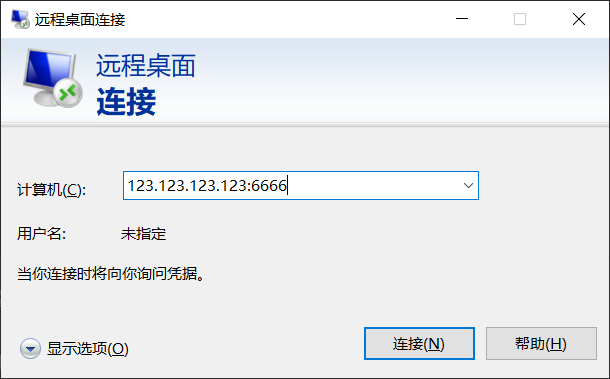 远程桌面连接
远程桌面
连接
计算机(C): 123.123.123.123:6666
用户名: 未指定
当你连接时将向你询问凭据。
显示选项(O) 连接(N) 帮助(H)